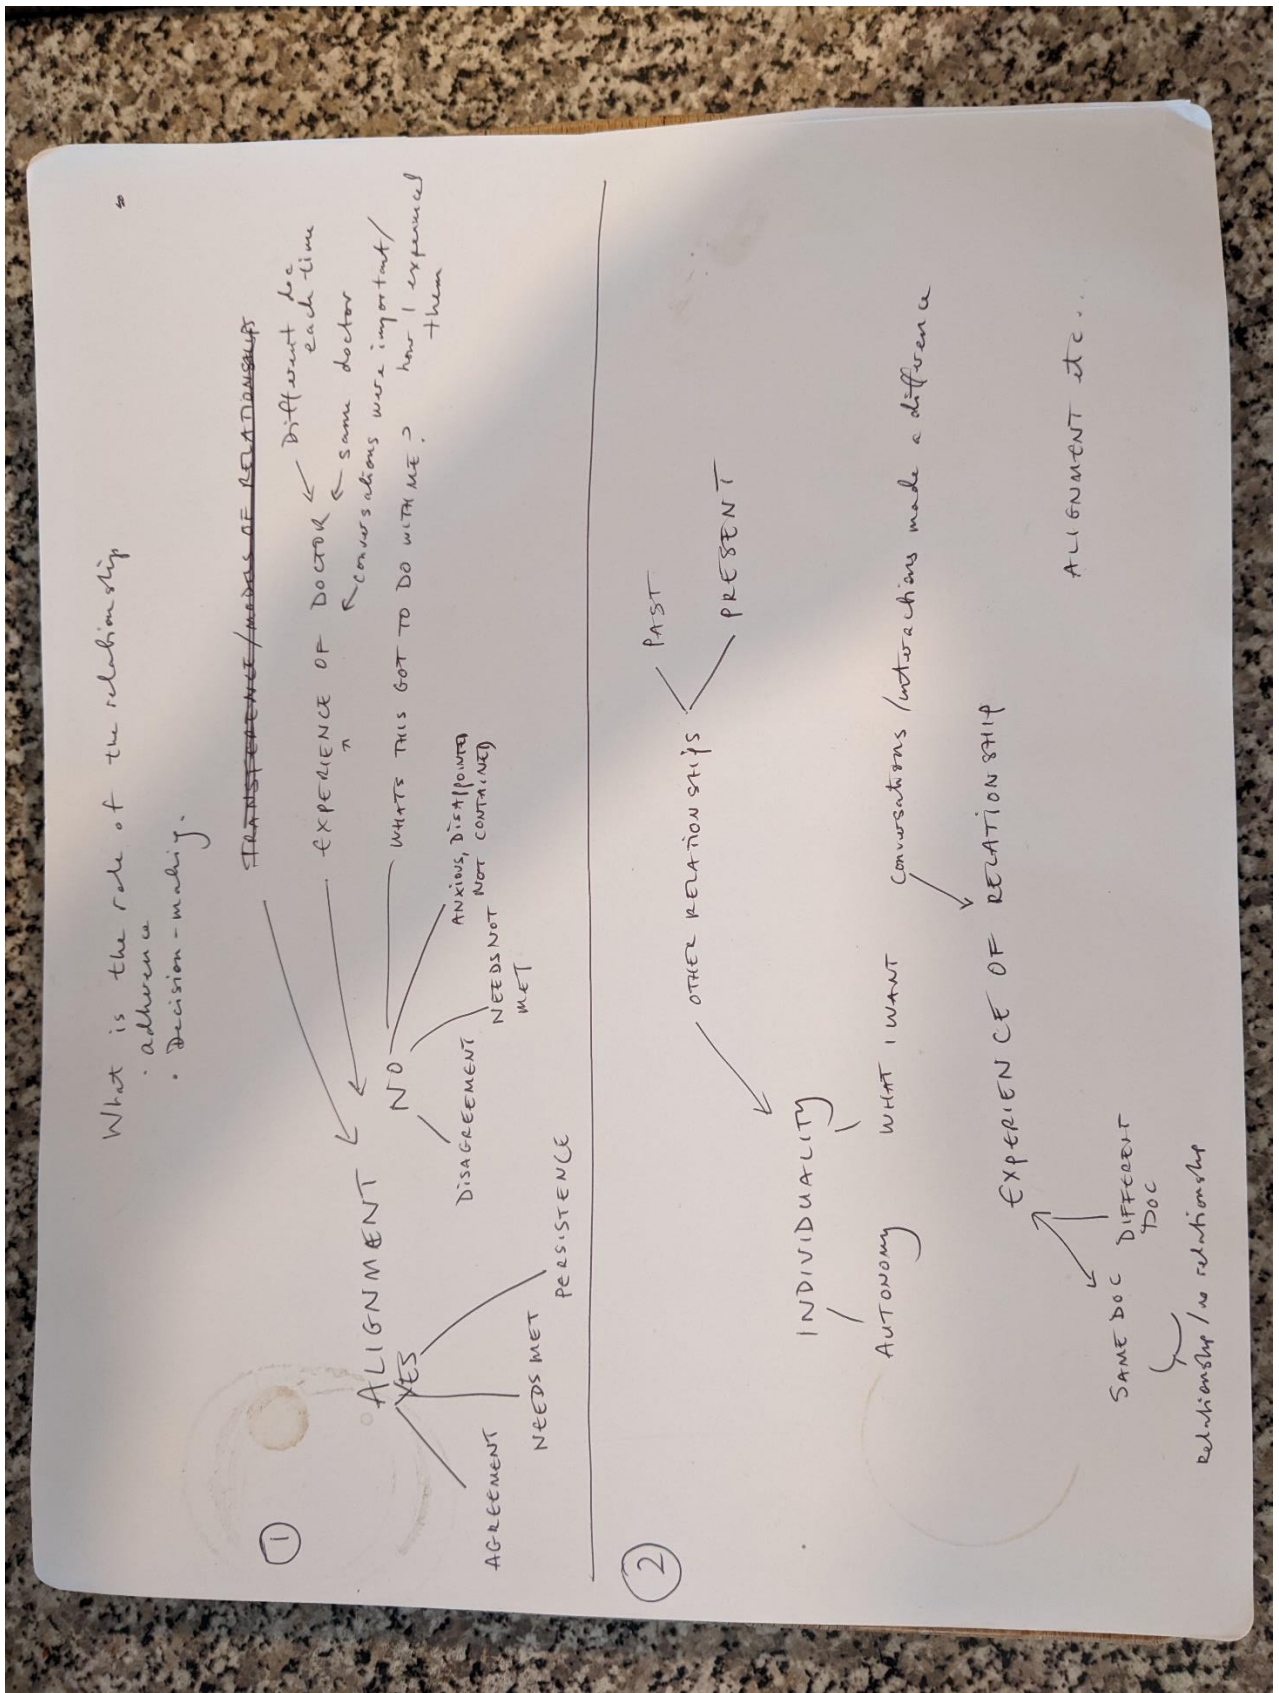 What is the role of the relationship
· adherence
· Decision-making.
①
TRANSFERENCE/MODELS OF RELATIONSHIPS
EXPERIENCE OF DOCTOR
Different doc
each time
same doctor
conversations were important/
how I experienced
them
ALIGNMENT
YES
NO
WHATS THIS GOT TO DO WITH ME?
ANXIOUS, DISAPPOINTED
NOT CONTAINED
NEEDS NOT
MET
DISAGREEMENT
AGREEMENT
NEEDS MET
PERSISTENCE
②
OTHER RELATIONSHIPS
PAST
PRESENT
INDIVIDUALITY
AUTONOMY
WHAT I WANT
Conversations/interactions made a difference
EXPERIENCE OF RELATIONSHIP
ALIGNMENT etc..
SAME DOC
DIFFERENT
DOC
Relationship/no relationship